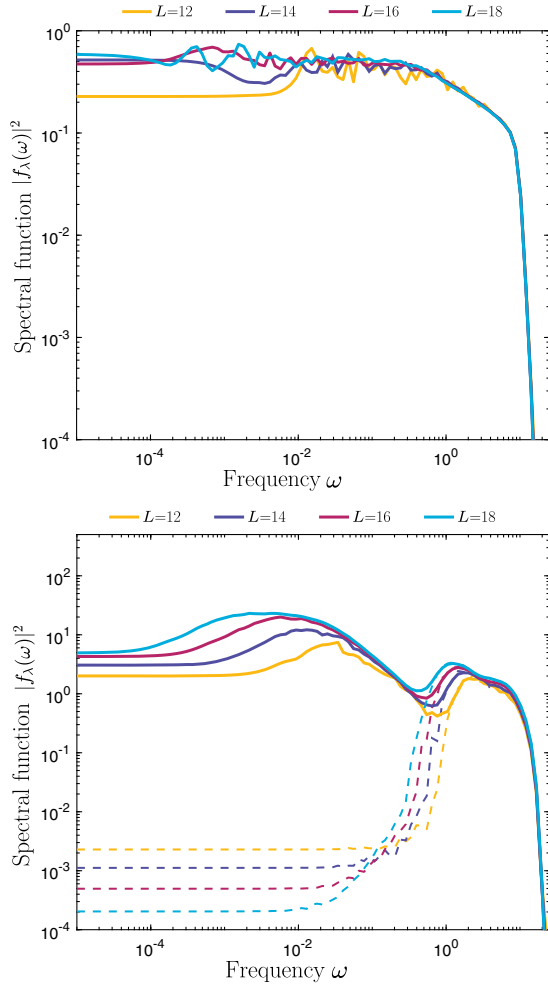 L=12 L=14 L=16 L=18
Spectral function |f_λ(ω)|²
10^0
10^-1
10^-2
10^-3
10^-4
10^-4 10^-2 10^0
Frequency ω
L=12 L=14 L=16 L=18
Spectral function |f_λ(ω)|²
10^2
10^1
10^0
10^-1
10^-2
10^-3
10^-4
10^-4 10^-2 10^0
Frequency ω